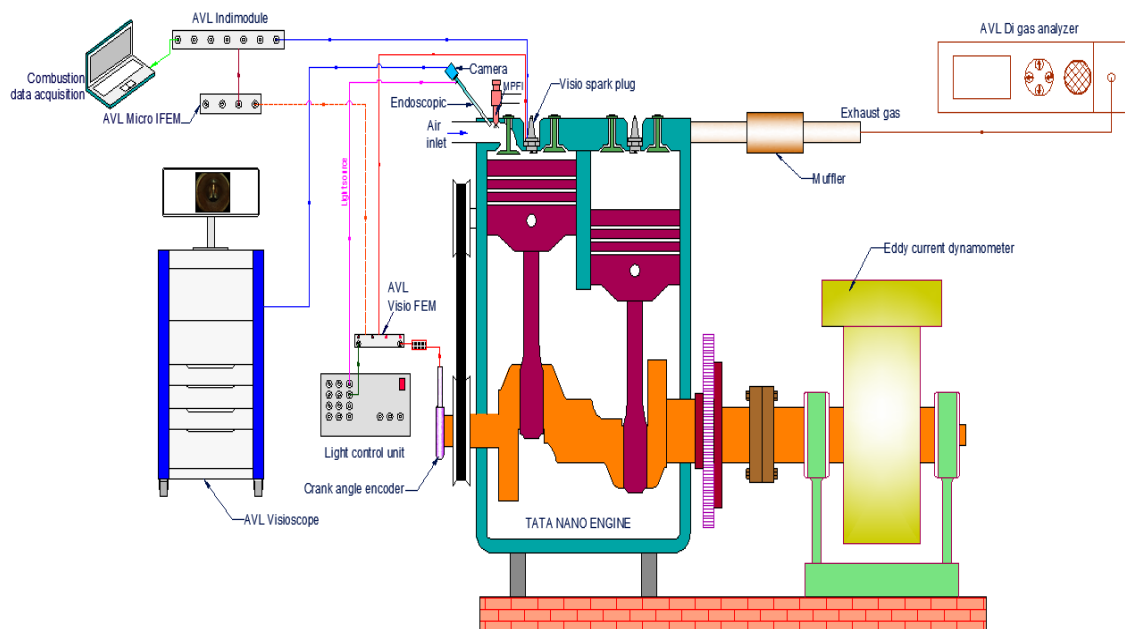 AVL Indimodule
AVL Di gas analyzer
Combustion
data acquisition
Camera
MPFI
Visio spark plug
Endoscopic
AVL Micro IFEM
Air
inlet
Exhaust gas
Muffler
Light source
Eddy current dynamometer
AVL
Visio FEM
Light control unit
Crank angle encoder
AVL Visioscope
TATA NANO ENGINE